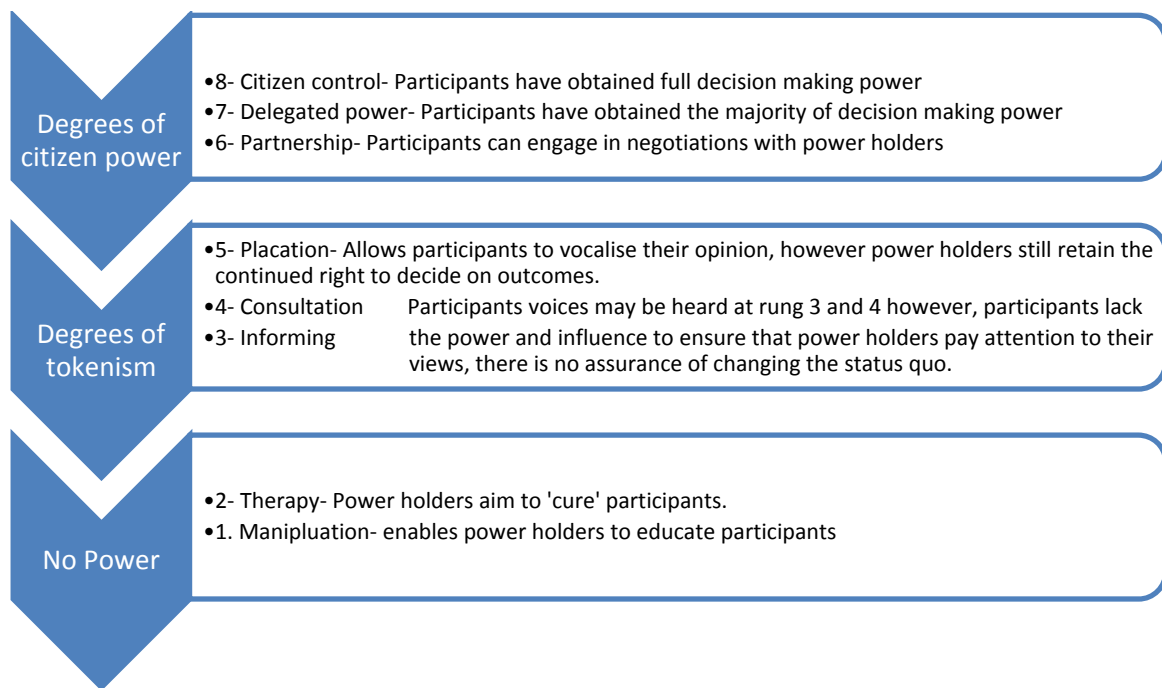 Degrees of
citizen power
•8- Citizen control- Participants have obtained full decision making power
•7- Delegated power- Participants have obtained the majority of decision making power
•6- Partnership- Participants can engage in negotiations with power holders
Degrees of
tokenism
•5- Placation- Allows participants to vocalise their opinion, however power holders still retain the
continued right to decide on outcomes.
•4- Consultation Participants voices may be heard at rung 3 and 4 however, participants lack
•3- Informing the power and influence to ensure that power holders pay attention to their
views, there is no assurance of changing the status quo.
No Power
•2- Therapy- Power holders aim to 'cure' participants.
•1. Manipluation- enables power holders to educate participants